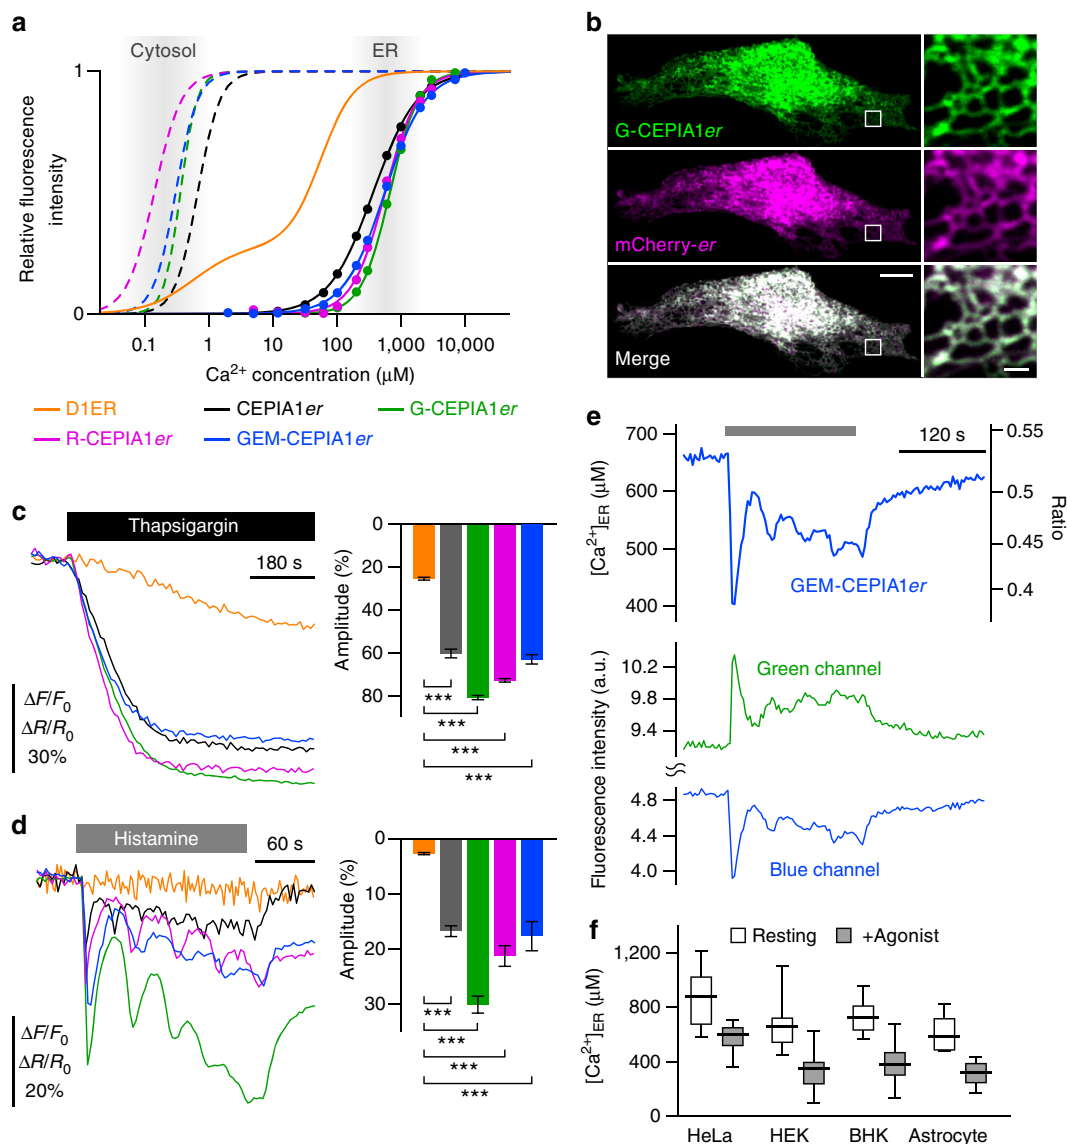 a
Cytosol
ER
1
0
Relative fluorescence
intensity
0.1
1
10
100
1,000
10,000
Ca2+ concentration (μM)
D1ER
CEPIA1er
G-CEPIA1er
R-CEPIA1er
GEM-CEPIA1er
b
G-CEPIA1er
mCherry-er
Merge
c
Thapsigargin
180 s
ΔF/F0
ΔR/R0
30%
Amplitude (%)
0
20
40
60
80
***
***
***
***
d
Histamine
60 s
ΔF/F0
ΔR/R0
20%
Amplitude (%)
0
10
20
30
***
***
***
***
e
120 s
700
600
500
400
[Ca2+]ER (μM)
0.55
0.5
0.45
0.4
Ratio
GEM-CEPIA1er
Fluorescence intensity (a.u.)
10.2
9.8
9.4
Green channel
4.8
4.4
4.0
Blue channel
f
Resting
+Agonist
[Ca2+]ER (μM)
1,200
800
400
0
HeLa
HEK
BHK
Astrocyte